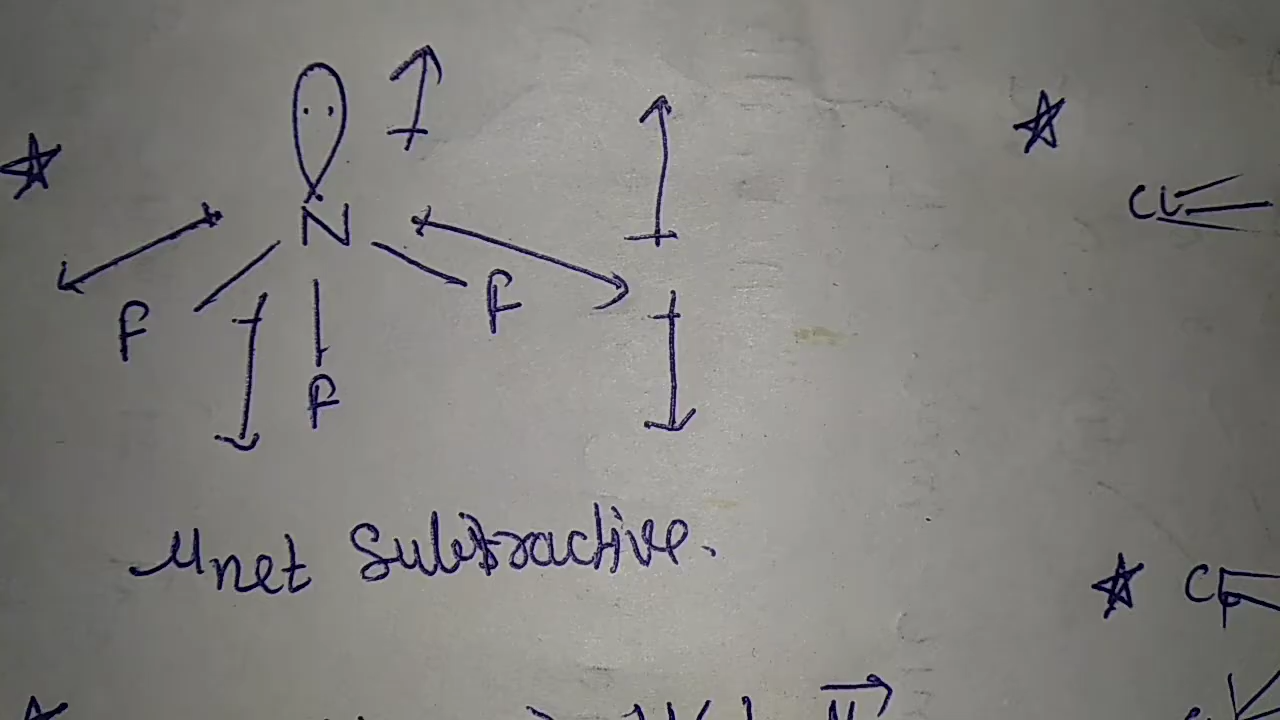 N
F
F
F
μnet Subtractive.
Cl